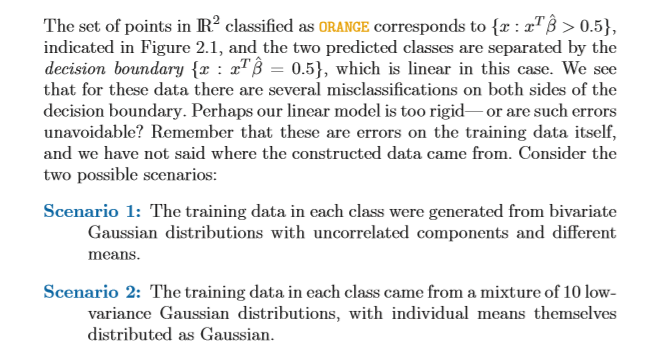 The set of points in ℝ² classified as ORANGE corresponds to {x : xᵀβ̂ > 0.5},
indicated in Figure 2.1, and the two predicted classes are separated by the
decision boundary {x : xᵀβ̂ = 0.5}, which is linear in this case. We see
that for these data there are several misclassifications on both sides of the
decision boundary. Perhaps our linear model is too rigid— or are such errors
unavoidable? Remember that these are errors on the training data itself,
and we have not said where the constructed data came from. Consider the
two possible scenarios:
Scenario 1: The training data in each class were generated from bivariate
Gaussian distributions with uncorrelated components and different
means.
Scenario 2: The training data in each class came from a mixture of 10 low-
variance Gaussian distributions, with individual means themselves
distributed as Gaussian.